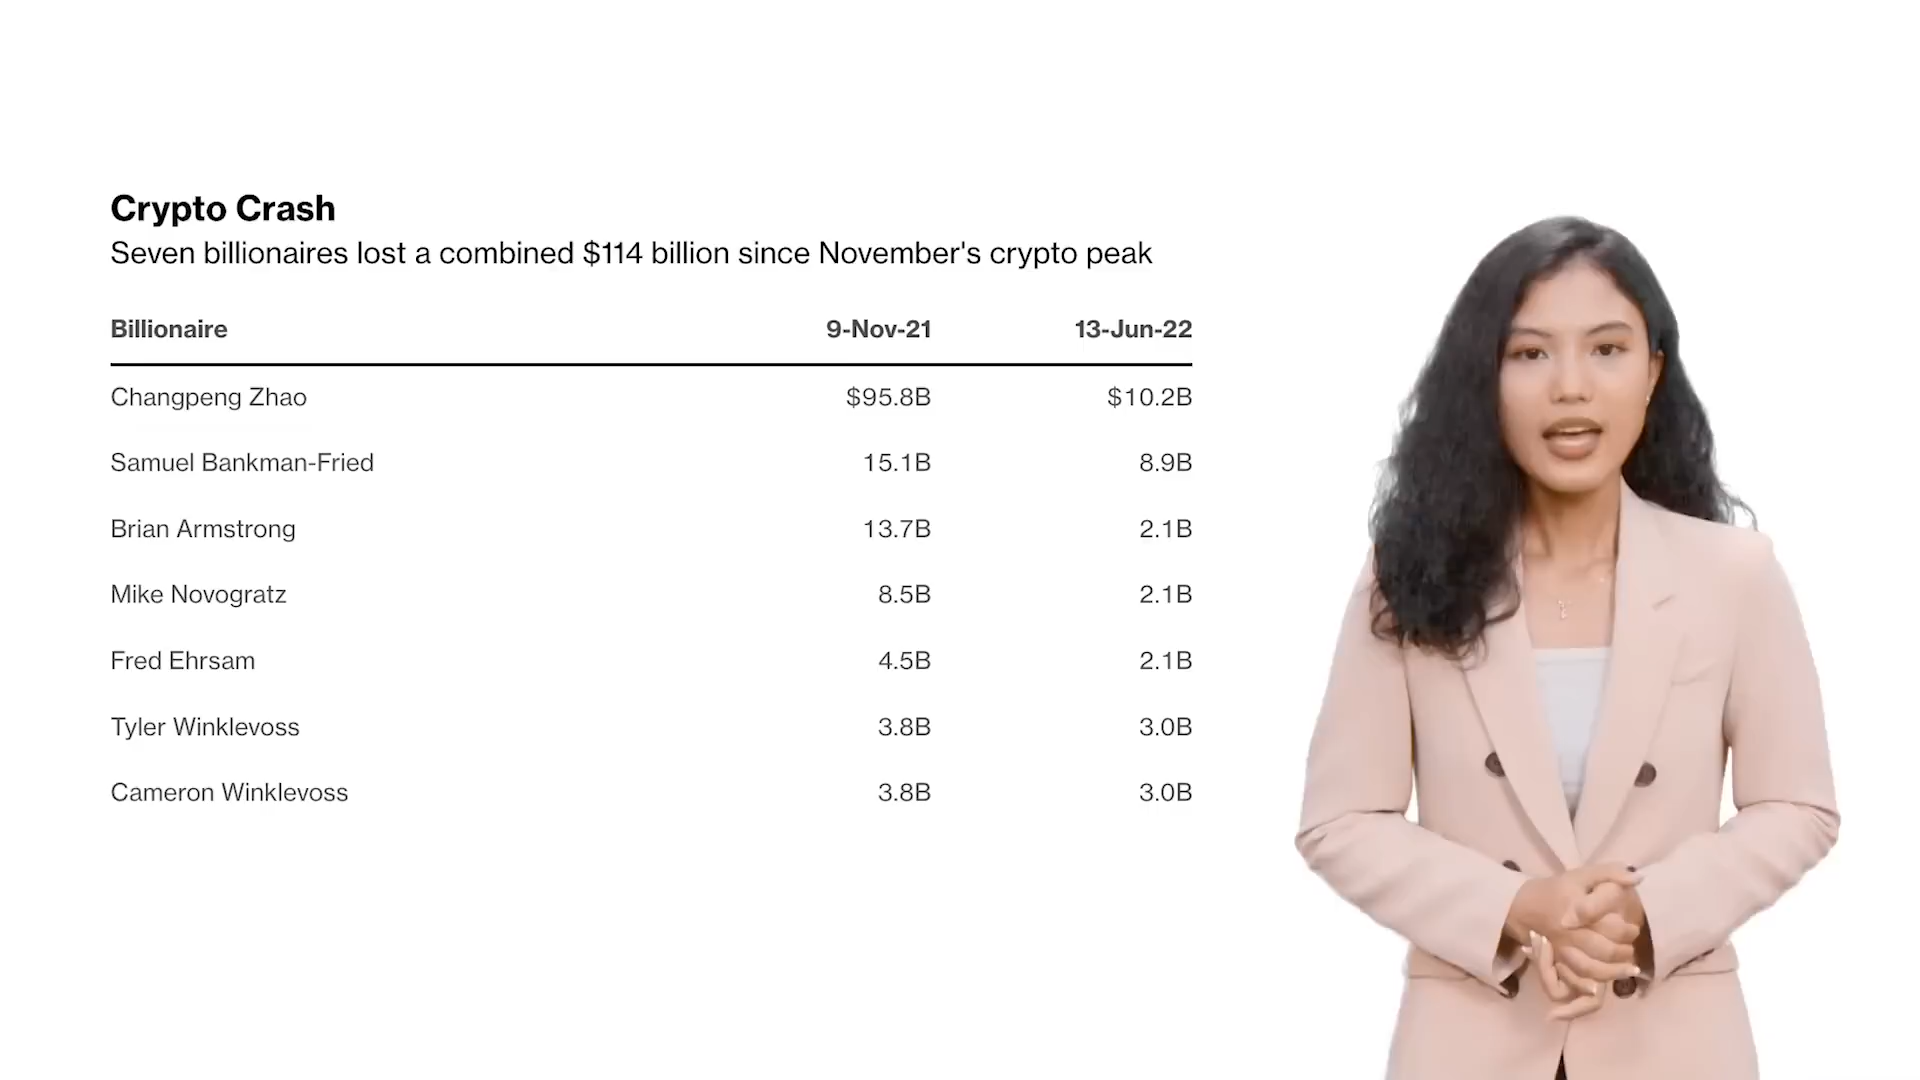 Crypto Crash
Seven billionaires lost a combined $114 billion since November's crypto peak
Billionaire 9-Nov-21 13-Jun-22
Changpeng Zhao $95.8B $10.2B
Samuel Bankman-Fried 15.1B 8.9B
Brian Armstrong 13.7B 2.1B
Mike Novogratz 8.5B 2.1B
Fred Ehrsam 4.5B 2.1B
Tyler Winklevoss 3.8B 3.0B
Cameron Winklevoss 3.8B 3.0B